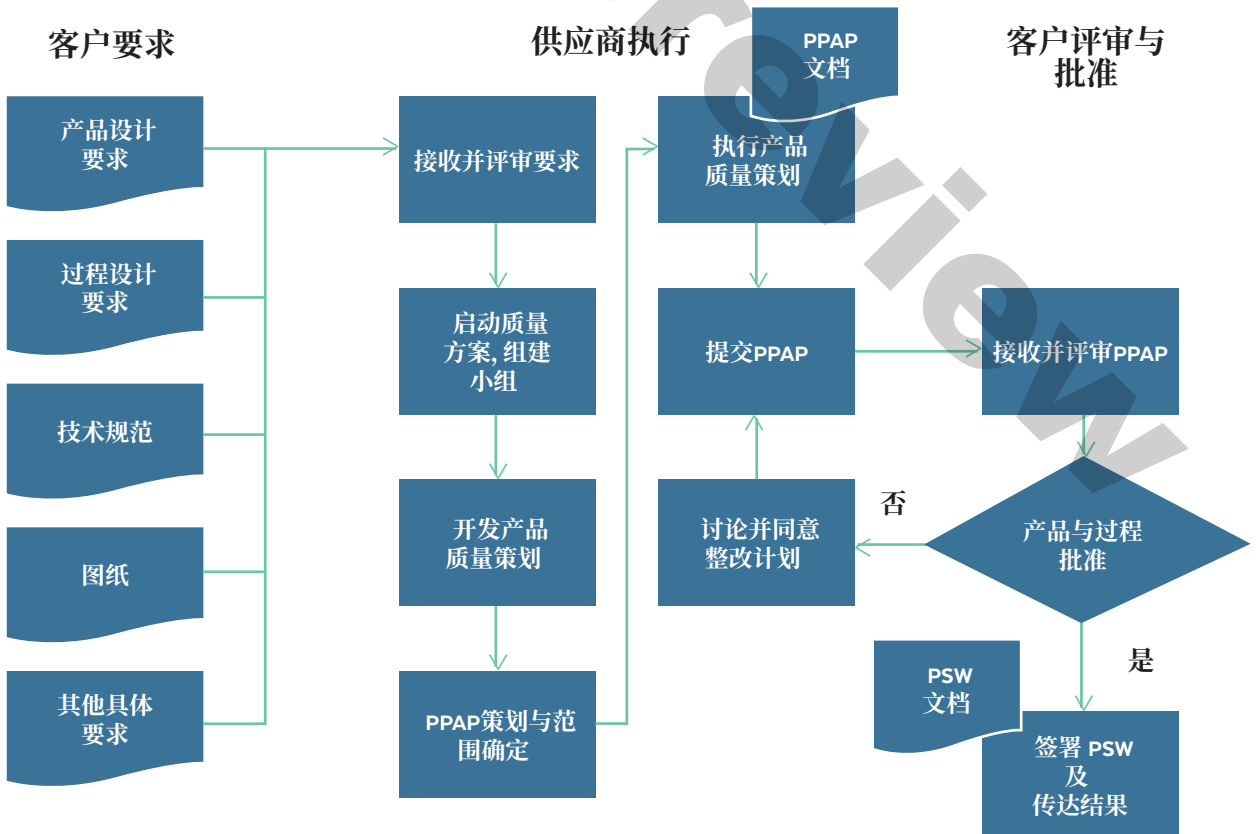 客户要求
供应商执行
客户评审与
批准
产品设计
要求
过程设计
要求
技术规范
图纸
其他具体
要求
接收并评审要求
启动质量
方案, 组建
小组
开发产品
质量策划
PPAP策划与范
围确定
PPAP
文档
执行产品
质量策划
提交PPAP
讨论并同意
整改计划
接收并评审PPAP
否
产品与过程
批准
是
PSW
文档
签署 PSW
及
传达结果
review